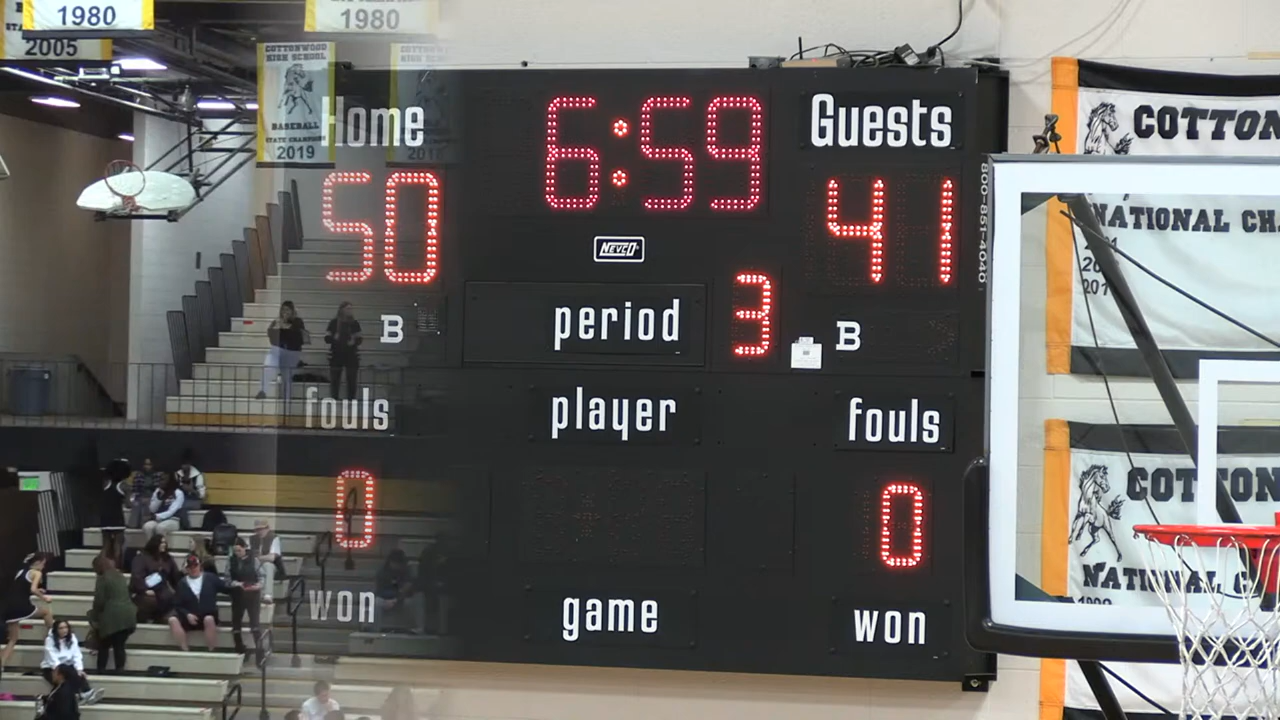 1980
1980
2005
COTTONWOOD
HIGH SCHOOL
BASEBALL
STATE CHAMPIONS
2019
Home
6:59
Guests
50
41
NEVCO
period
3
B
B
fouls
player
fouls
0
0
won
game
won
800-851-4040
COTTON
NATIONAL CH
COTTON
NATIONAL C